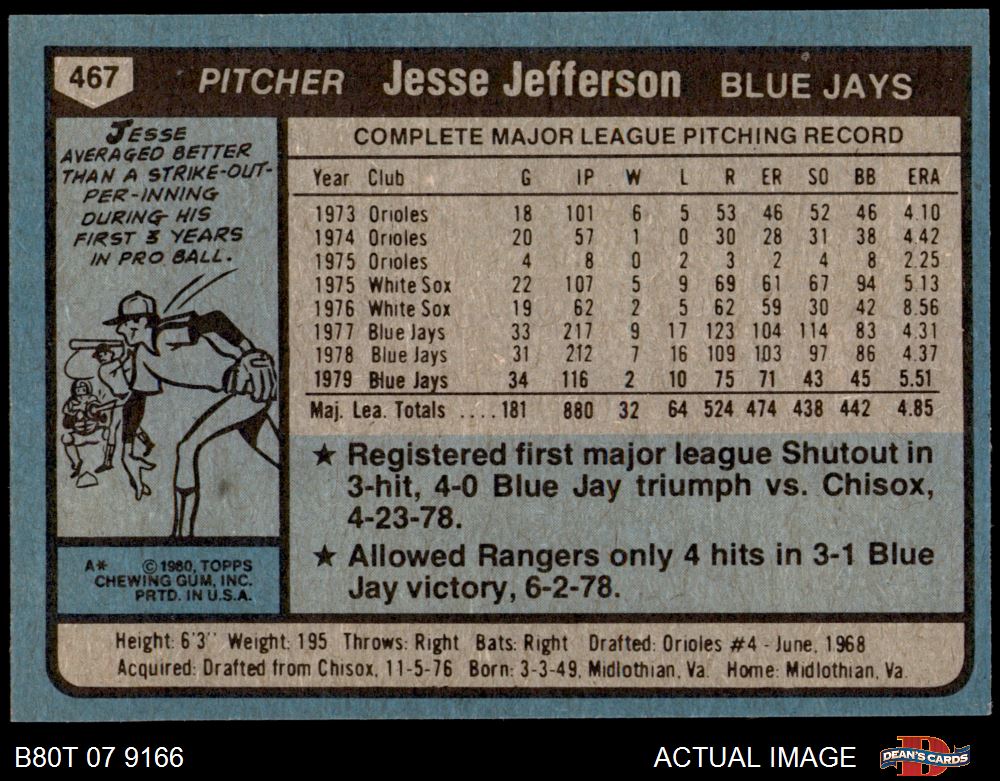 467 PITCHER Jesse Jefferson BLUE JAYS
JESSE
AVERAGED BETTER
THAN A STRIKE-OUT-
PER-INNING
DURING HIS
FIRST 3 YEARS
IN PRO BALL.
COMPLETE MAJOR LEAGUE PITCHING RECORD
Year Club G IP W L R ER SO BB ERA
1973 Orioles 18 101 6 5 53 46 52 46 4.10
1974 Orioles 20 57 1 0 30 28 31 38 4.42
1975 Orioles 4 8 0 2 3 2 4 8 2.25
1975 White Sox 22 107 5 9 69 61 67 94 5.13
1976 White Sox 19 62 2 5 62 59 30 42 8.56
1977 Blue Jays 33 217 9 17 123 104 114 83 4.31
1978 Blue Jays 31 212 7 16 109 103 97 86 4.37
1979 Blue Jays 34 116 2 10 75 71 43 45 5.51
Maj. Lea. Totals ....181 880 32 64 524 474 438 442 4.85
★ Registered first major league Shutout in
3-hit, 4-0 Blue Jay triumph vs. Chisox,
4-23-78.
★ Allowed Rangers only 4 hits in 3-1 Blue
Jay victory, 6-2-78.
A* ©1980, TOPPS
CHEWING GUM, INC.
PRTD. IN U.S.A.
Height: 6'3" Weight: 195 Throws: Right Bats: Right Drafted: Orioles #4 - June, 1968
Acquired: Drafted from Chisox, 11-5-76 Born: 3-3-49, Midlothian, Va. Home: Midlothian, Va.
B80T 07 9166 ACTUAL IMAGE DEAN'S CARDS